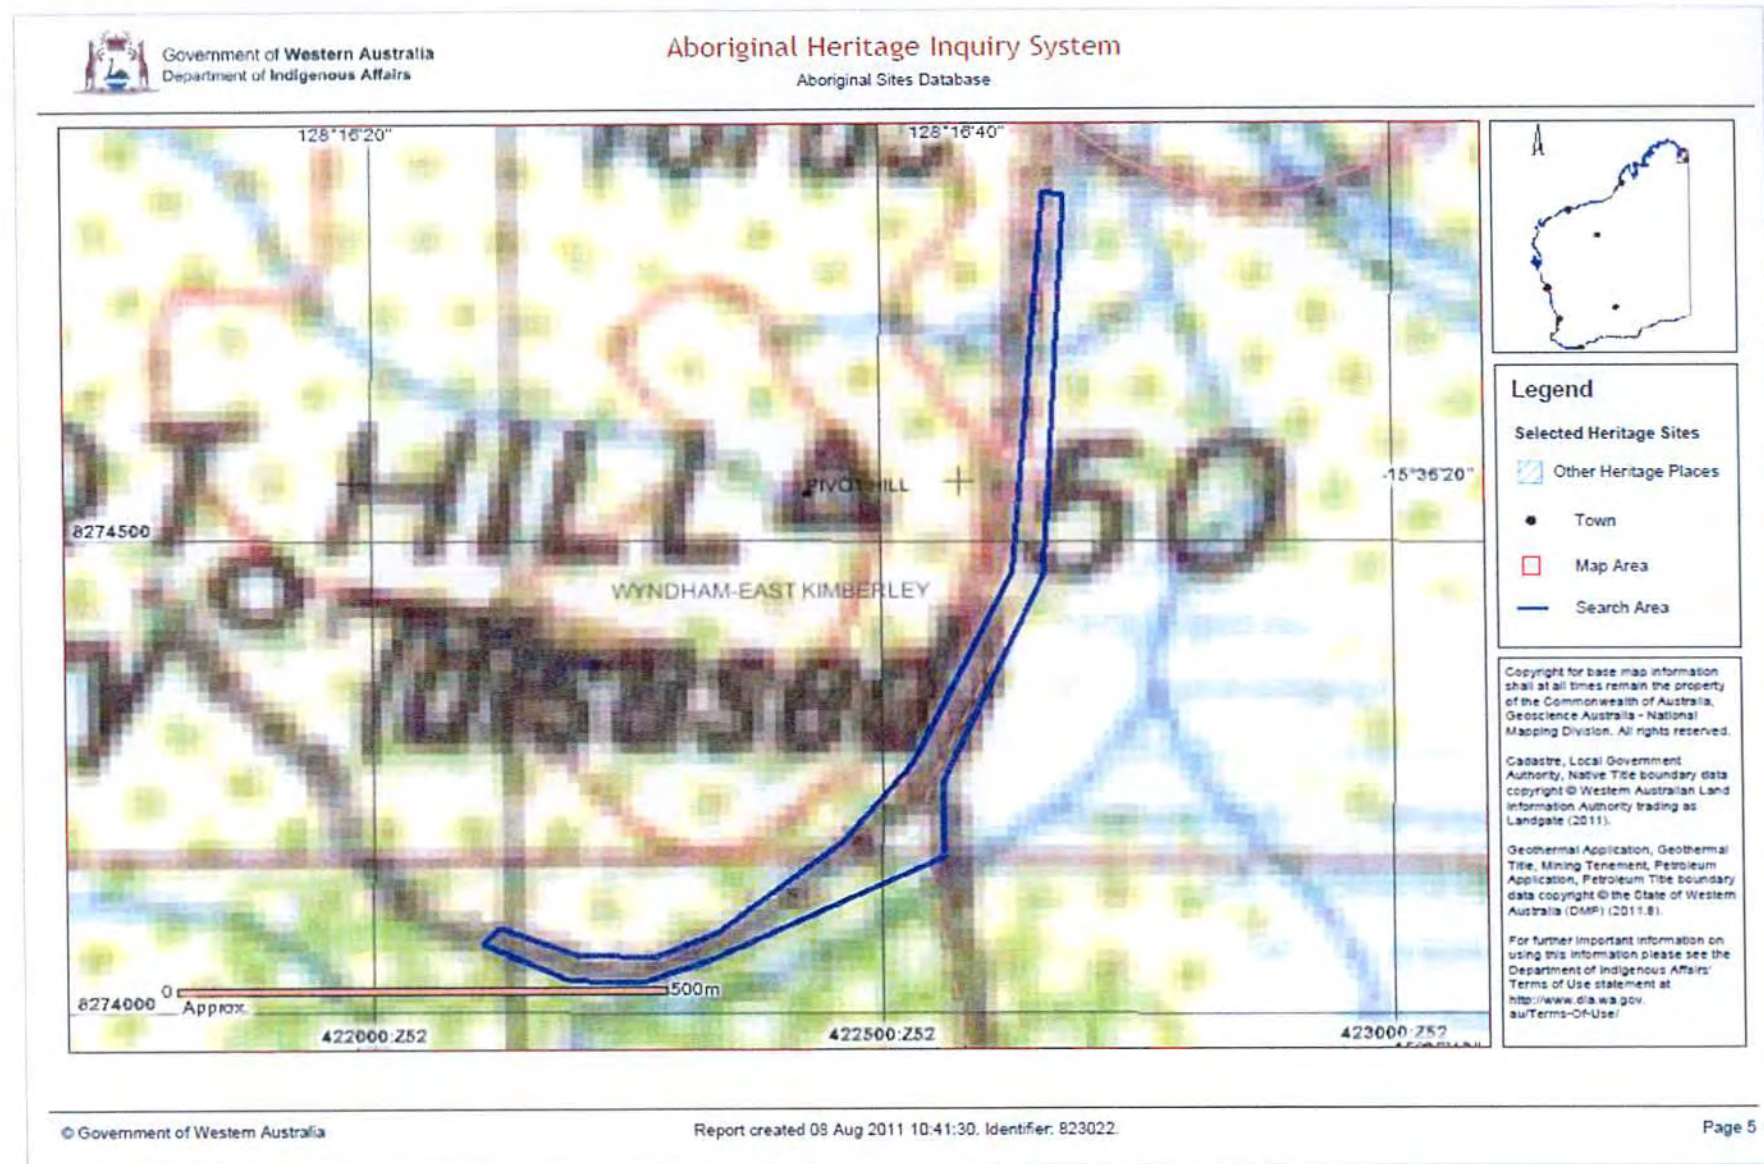 Government of Western Australia
Department of Indigenous Affairs
Aboriginal Heritage Inquiry System
Aboriginal Sites Database
128°16'20"
128°16'40"
HILL
50
PIVOT HILL
-15°36'20"
8274500
WYNDHAM-EAST KIMBERLEY
0
500m
Approx.
8274000
422000:Z52
422500:Z52
423000:Z52
Legend
Selected Heritage Sites
Other Heritage Places
Town
Map Area
Search Area
Copyright for base map information
shall at all times remain the property
of the Commonwealth of Australia,
Geoscience Australia - National
Mapping Division. All rights reserved.
Cadastre, Local Government
Authority, Native Title boundary data
copyright © Western Australian Land
Information Authority trading as
Landgate (2011).
Geothermal Application, Geothermal
Title, Mining Tenement, Petroleum
Application, Petroleum Title boundary
data copyright © the State of Western
Australia (DMP) (2011.8).
For further important information on
using this information please see the
Department of Indigenous Affairs'
Terms of Use statement at
http://www.dia.wa.gov.
au/Terms-Of-Use/
© Government of Western Australia
Report created 08 Aug 2011 10:41:30. Identifier: 823022.
Page 5